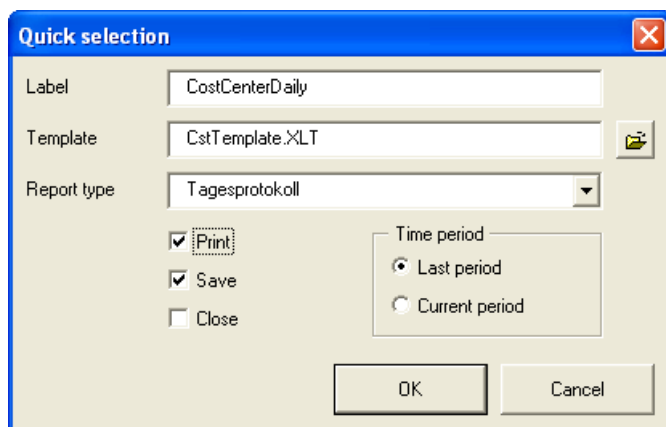 Quick selection
Label CostCenterDaily
Template CstTemplate.XLT
Report type Tagesprotokoll
Print
Time period
Save
Last period
Close
Current period
OK Cancel